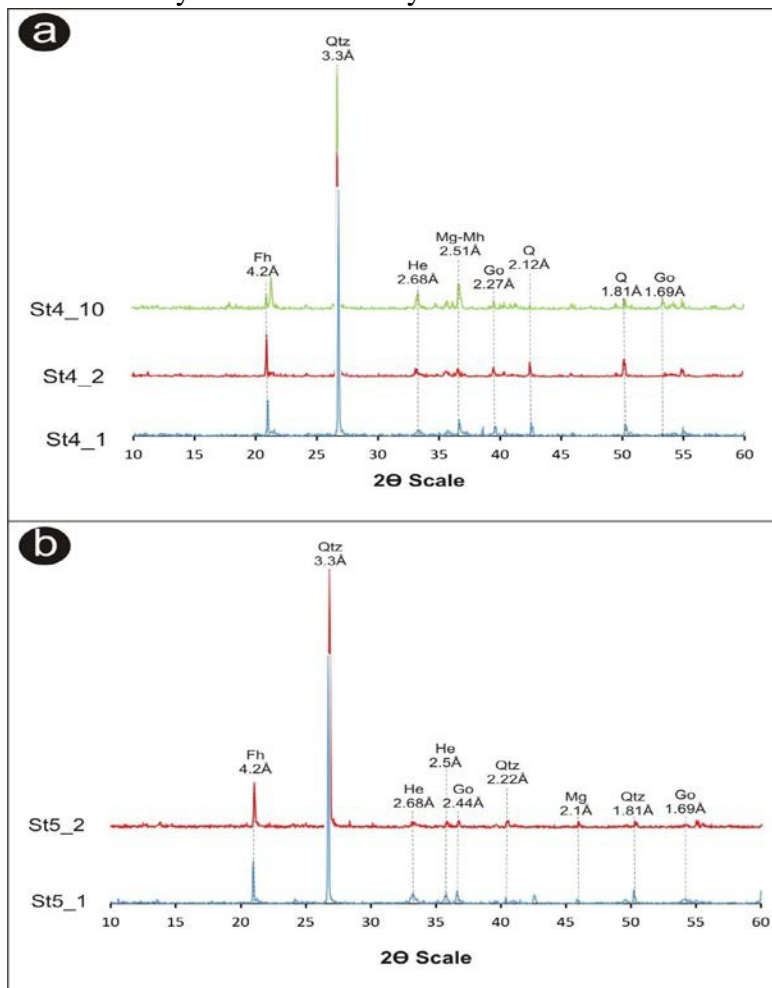 a
Qtz
3.3Å
Fh
4.2Å
He
2.68Å
Mg-Mh
2.51Å
Go
2.27Å
Q
2.12Å
Q
1.81Å
Go
1.69Å
St4_10
St4_2
St4_1
10 15 20 25 30 35 40 45 50 55 60
2Θ Scale
b
Qtz
3.3Å
Fh
4.2Å
He
2.68Å
He
2.5Å
Go
2.44Å
Qtz
2.22Å
Mg
2.1Å
Qtz
1.81Å
Go
1.69Å
St5_2
St5_1
10 15 20 25 30 35 40 45 50 55 60
2Θ Scale